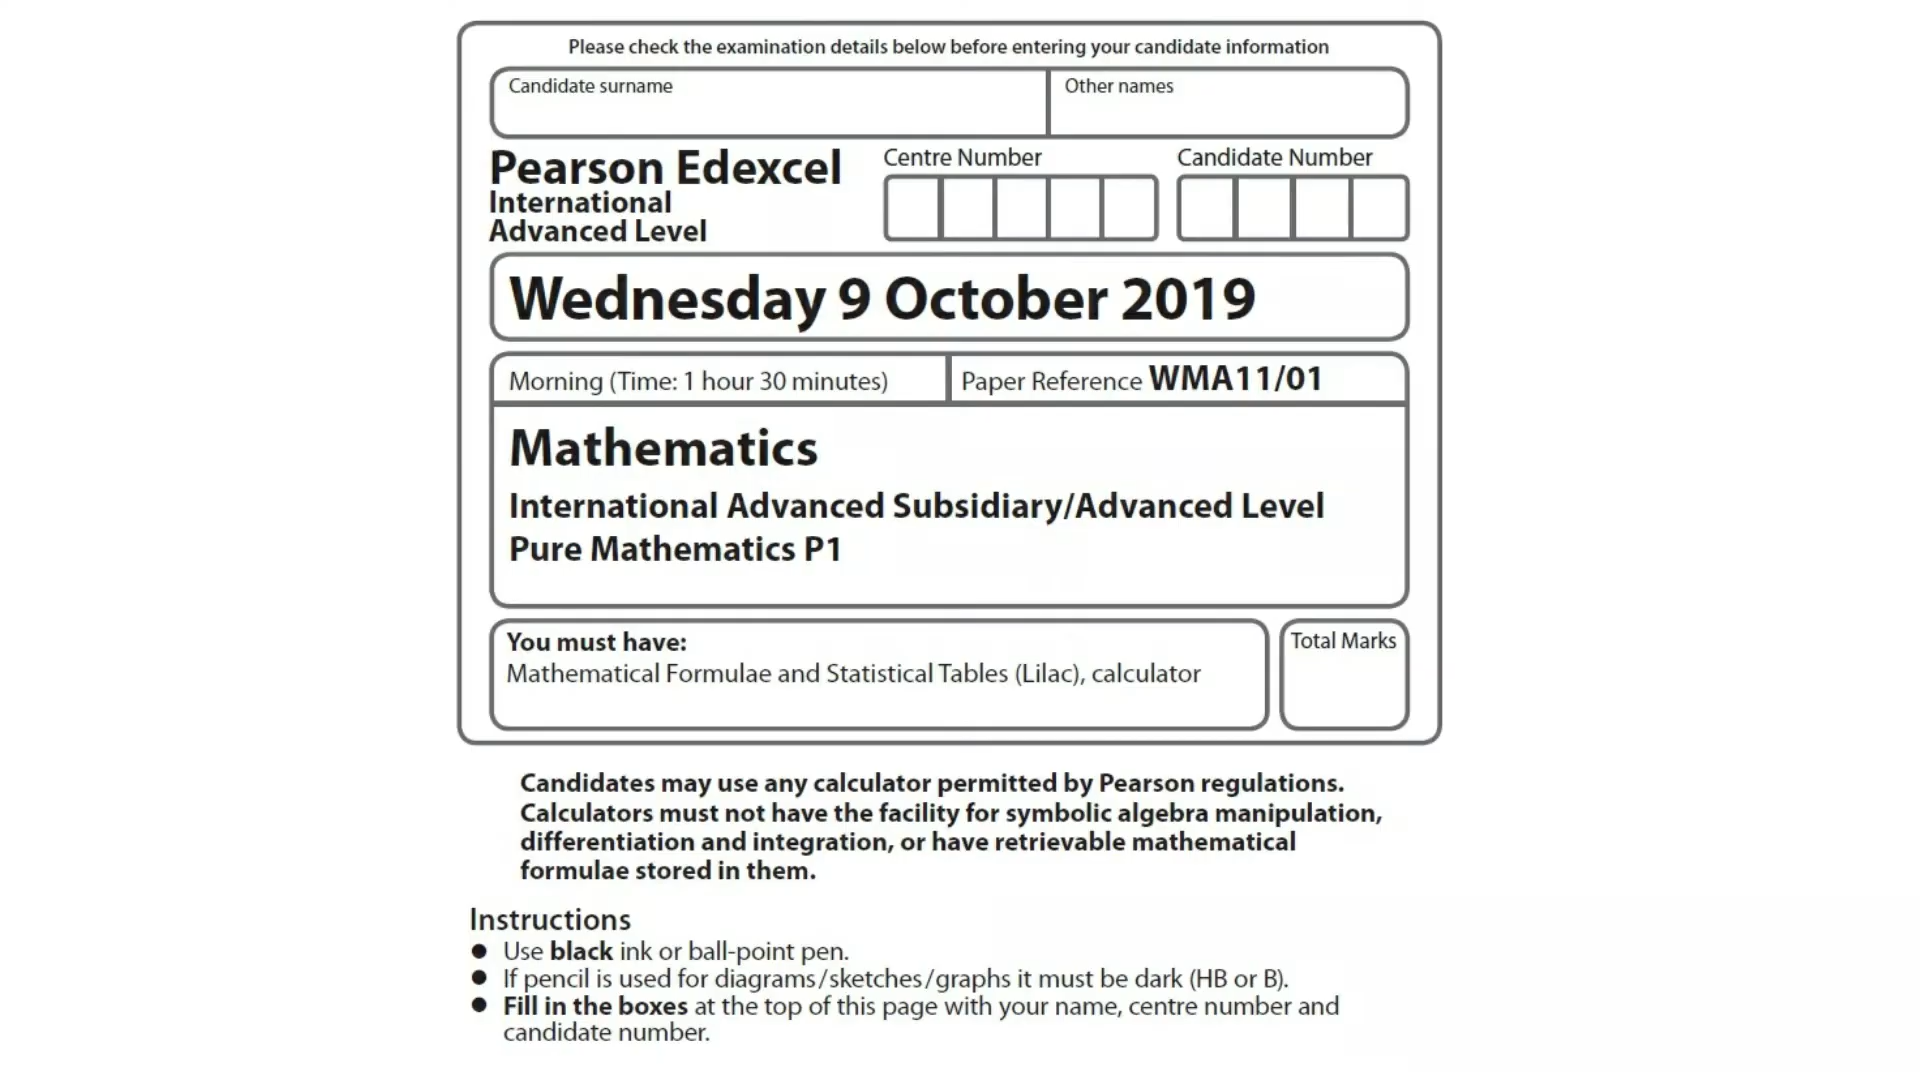 Please check the examination details below before entering your candidate information
Candidate surname
Other names
Pearson Edexcel
International
Advanced Level
Centre Number
Candidate Number
Wednesday 9 October 2019
Morning (Time: 1 hour 30 minutes)
Paper Reference WMA11/01
Mathematics
International Advanced Subsidiary/Advanced Level
Pure Mathematics P1
You must have:
Mathematical Formulae and Statistical Tables (Lilac), calculator
Total Marks
Candidates may use any calculator permitted by Pearson regulations.
Calculators must not have the facility for symbolic algebra manipulation,
differentiation and integration, or have retrievable mathematical
formulae stored in them.
Instructions
● Use black ink or ball-point pen.
● If pencil is used for diagrams/sketches/graphs it must be dark (HB or B).
● Fill in the boxes at the top of this page with your name, centre number and
candidate number.